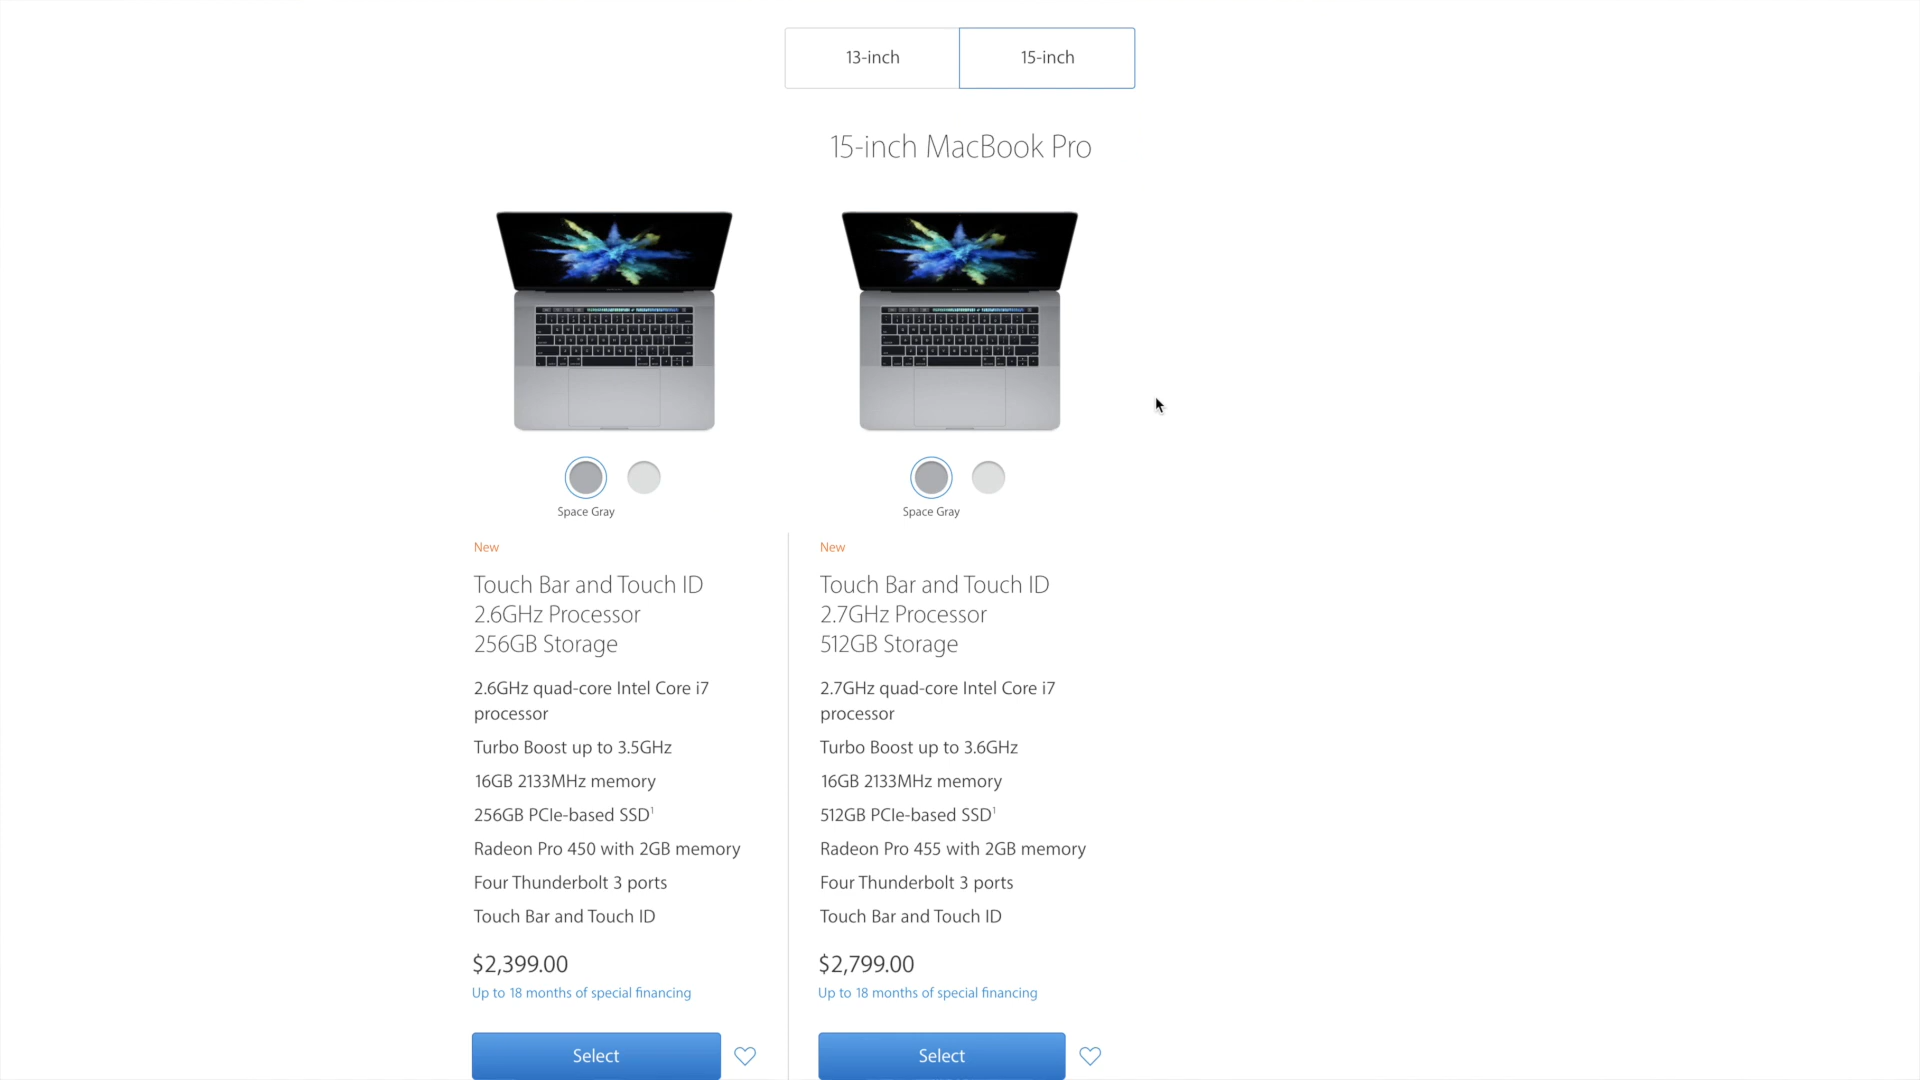 13-inch
15-inch
15-inch MacBook Pro
Space Gray
Space Gray
New
Touch Bar and Touch ID
2.6GHz Processor
256GB Storage
2.6GHz quad-core Intel Core i7
processor
Turbo Boost up to 3.5GHz
16GB 2133MHz memory
256GB PCIe-based SSD¹
Radeon Pro 450 with 2GB memory
Four Thunderbolt 3 ports
Touch Bar and Touch ID
$2,399.00
Up to 18 months of special financing
Select
New
Touch Bar and Touch ID
2.7GHz Processor
512GB Storage
2.7GHz quad-core Intel Core i7
processor
Turbo Boost up to 3.6GHz
16GB 2133MHz memory
512GB PCIe-based SSD¹
Radeon Pro 455 with 2GB memory
Four Thunderbolt 3 ports
Touch Bar and Touch ID
$2,799.00
Up to 18 months of special financing
Select